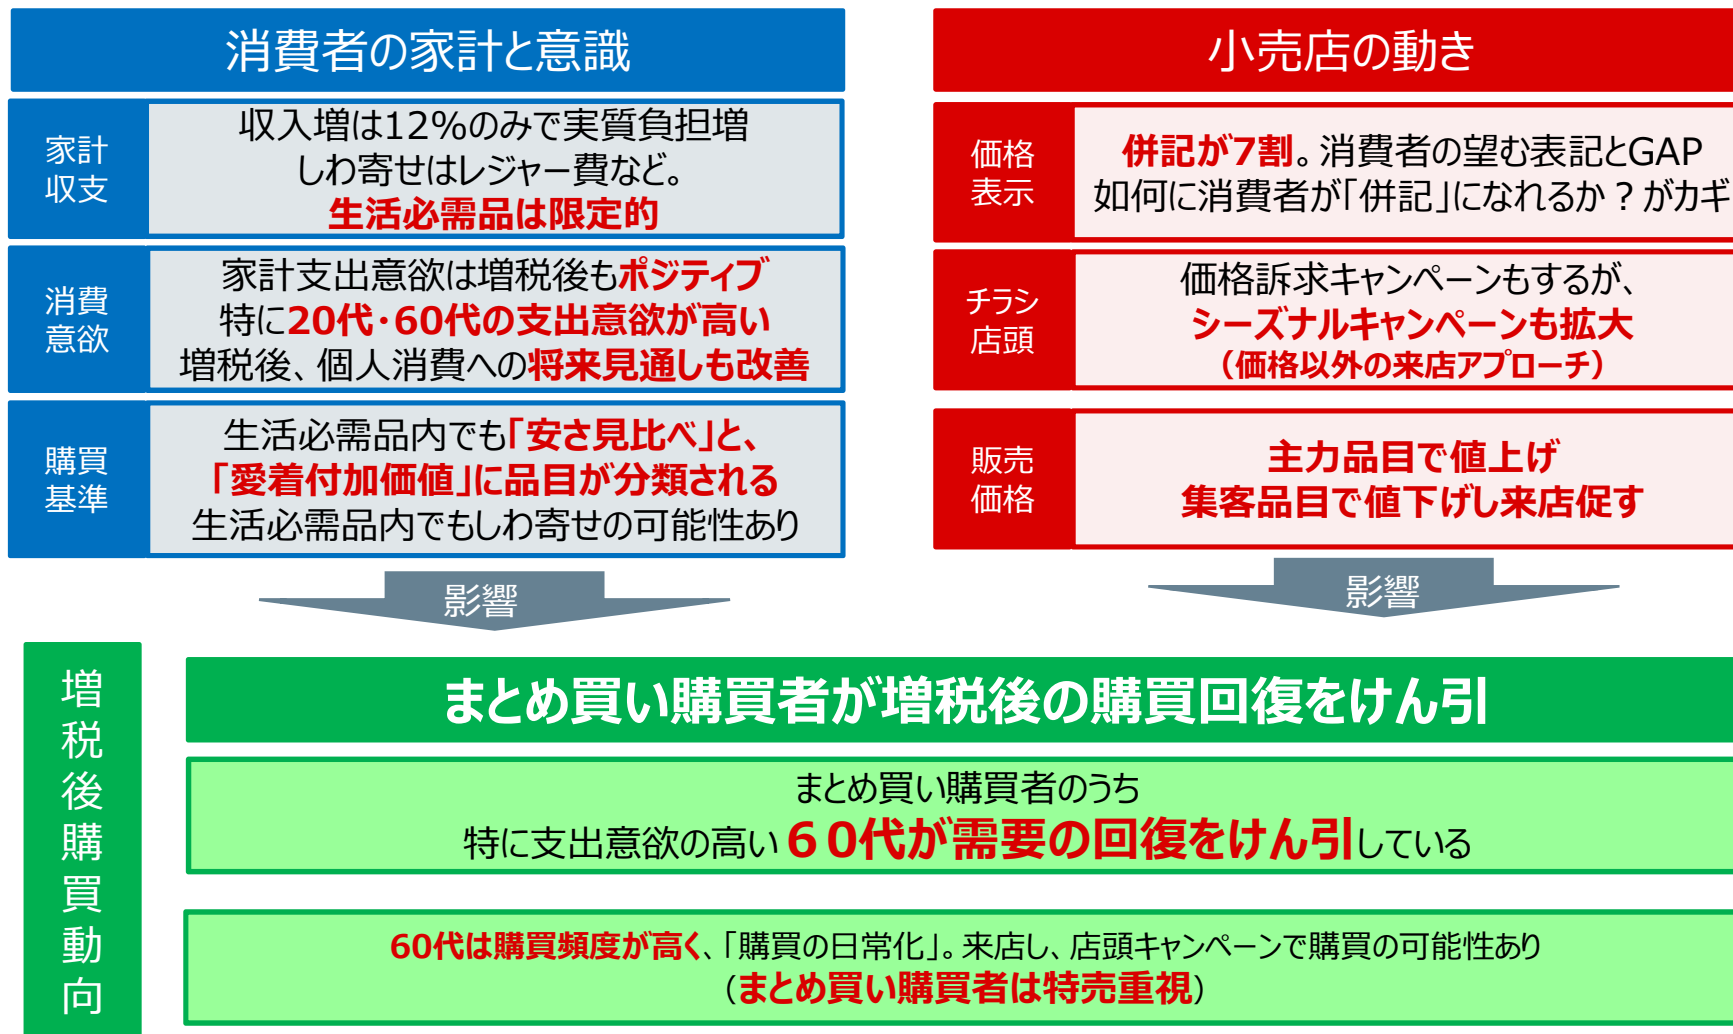 消費者の家計と意識
家計
収支
収入増は12%のみで実質負担増
しわ寄せはレジャー費など。
生活必需品は限定的
消費
意欲
家計支出意欲は増税後もポジティブ
特に20代・60代の支出意欲が高い
増税後、個人消費への将来見通しも改善
購買
基準
生活必需品内でも「安さ見比べ」と、
「愛着付加価値」に品目が分類される
生活必需品内でもしわ寄せの可能性あり
影響
小売店の動き
価格
表示
併記が7割。消費者の望む表記とGAP
如何に消費者が「併記」になれるか？がカギ
チラシ
店頭
価格訴求キャンペーンもするが、
シーズナルキャンペーンも拡大
（価格以外の来店アプローチ）
販売
価格
主力品目で値上げ
集客品目で値下げし来店促す
影響
増税後購買動向
まとめ買い購買者が増税後の購買回復をけん引
まとめ買い購買者のうち
特に支出意欲の高い６０代が需要の回復をけん引している
60代は購買頻度が高く、「購買の日常化」。来店し、店頭キャンペーンで購買の可能性あり
（まとめ買い購買者は特売重視）